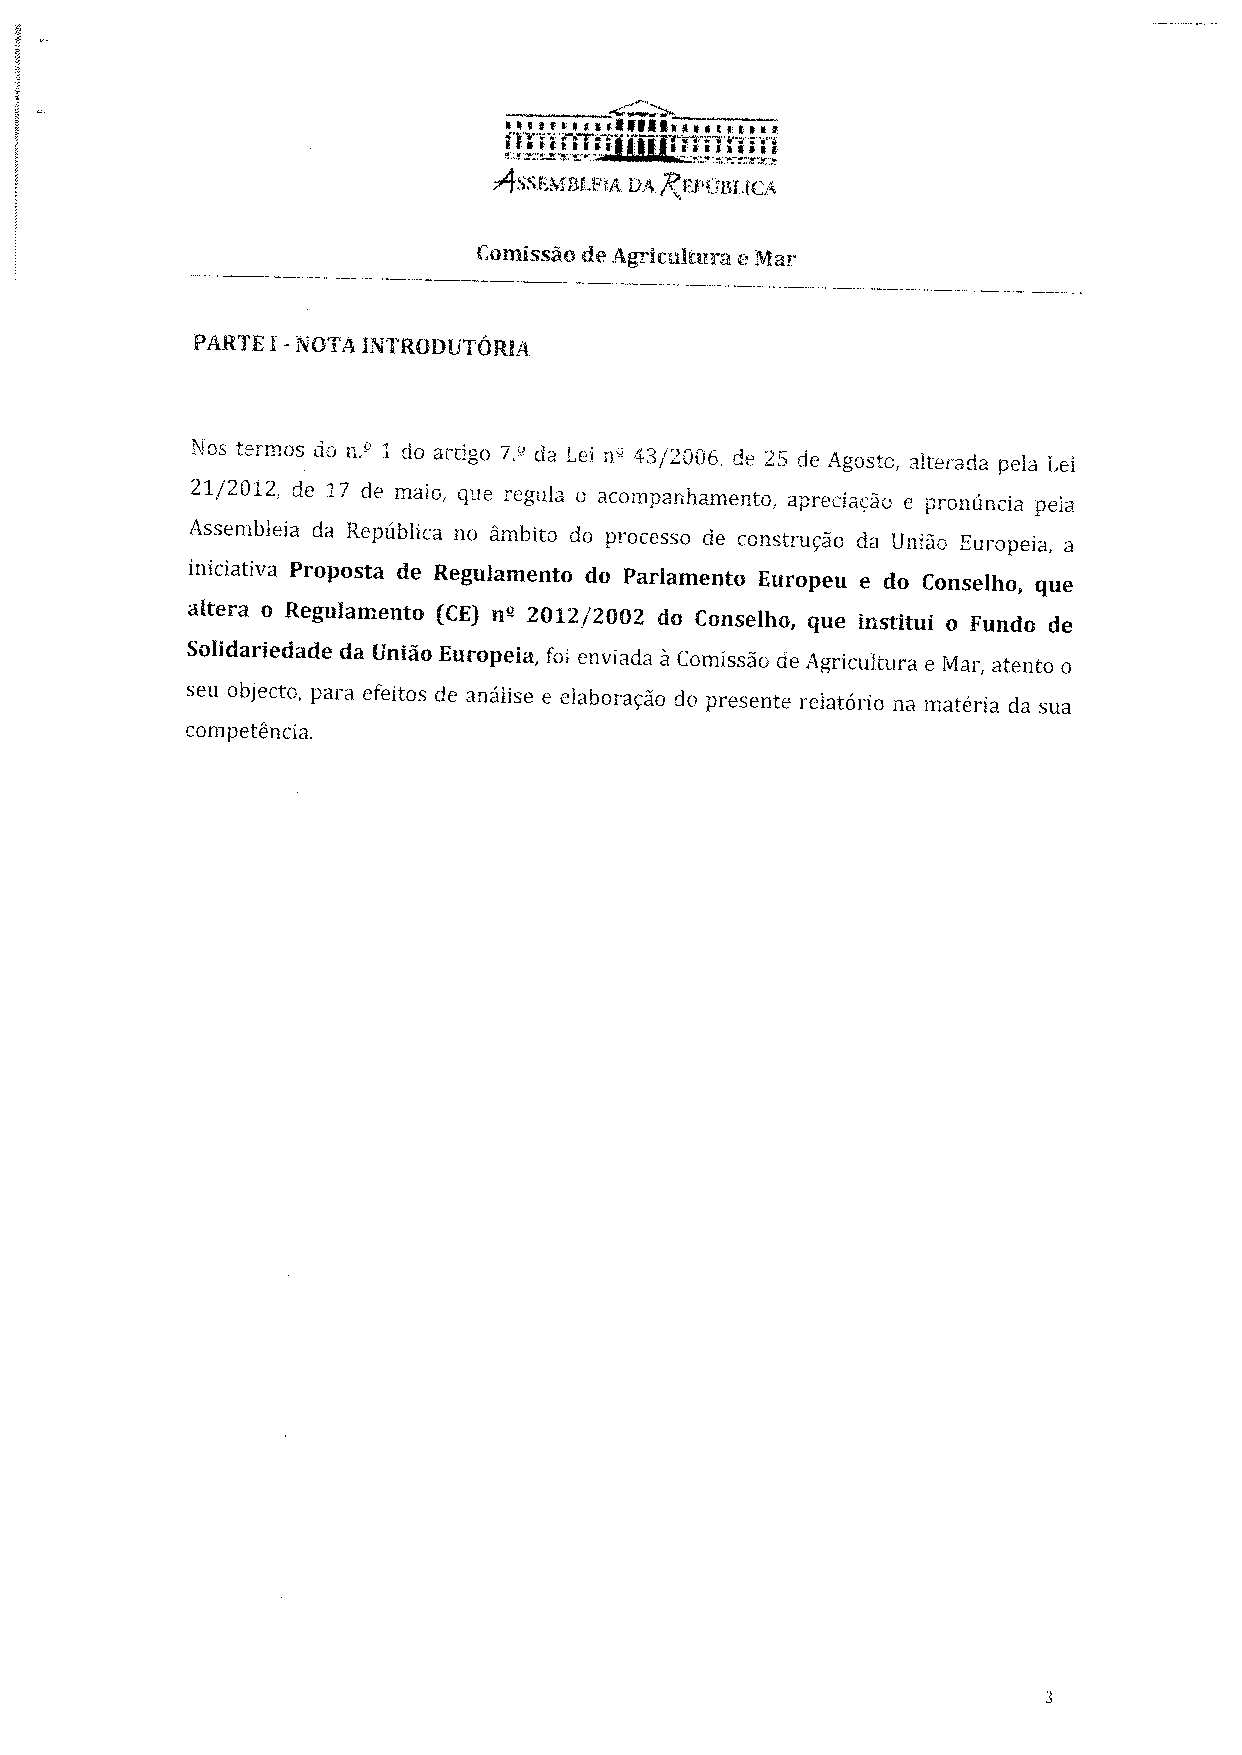 ASSEMBLEIA DA REPÚBLICA
Comissão de Agricultura e Mar
PARTE I - NOTA INTRODUTÓRIA
Nos termos do n.º 1 do artigo 7.º da Lei nº 43/2006, de 25 de Agosto, alterada pela Lei
21/2012, de 17 de maio, que regula o acompanhamento, apreciação e pronúncia pela
Assembleia da República no âmbito do processo de construção da União Europeia, a
iniciativa Proposta de Regulamento do Parlamento Europeu e do Conselho, que
altera o Regulamento (CE) nº 2012/2002 do Conselho, que institui o Fundo de
Solidariedade da União Europeia, foi enviada à Comissão de Agricultura e Mar, atento o
seu objecto, para efeitos de análise e elaboração do presente relatório na matéria da sua
competência.
3